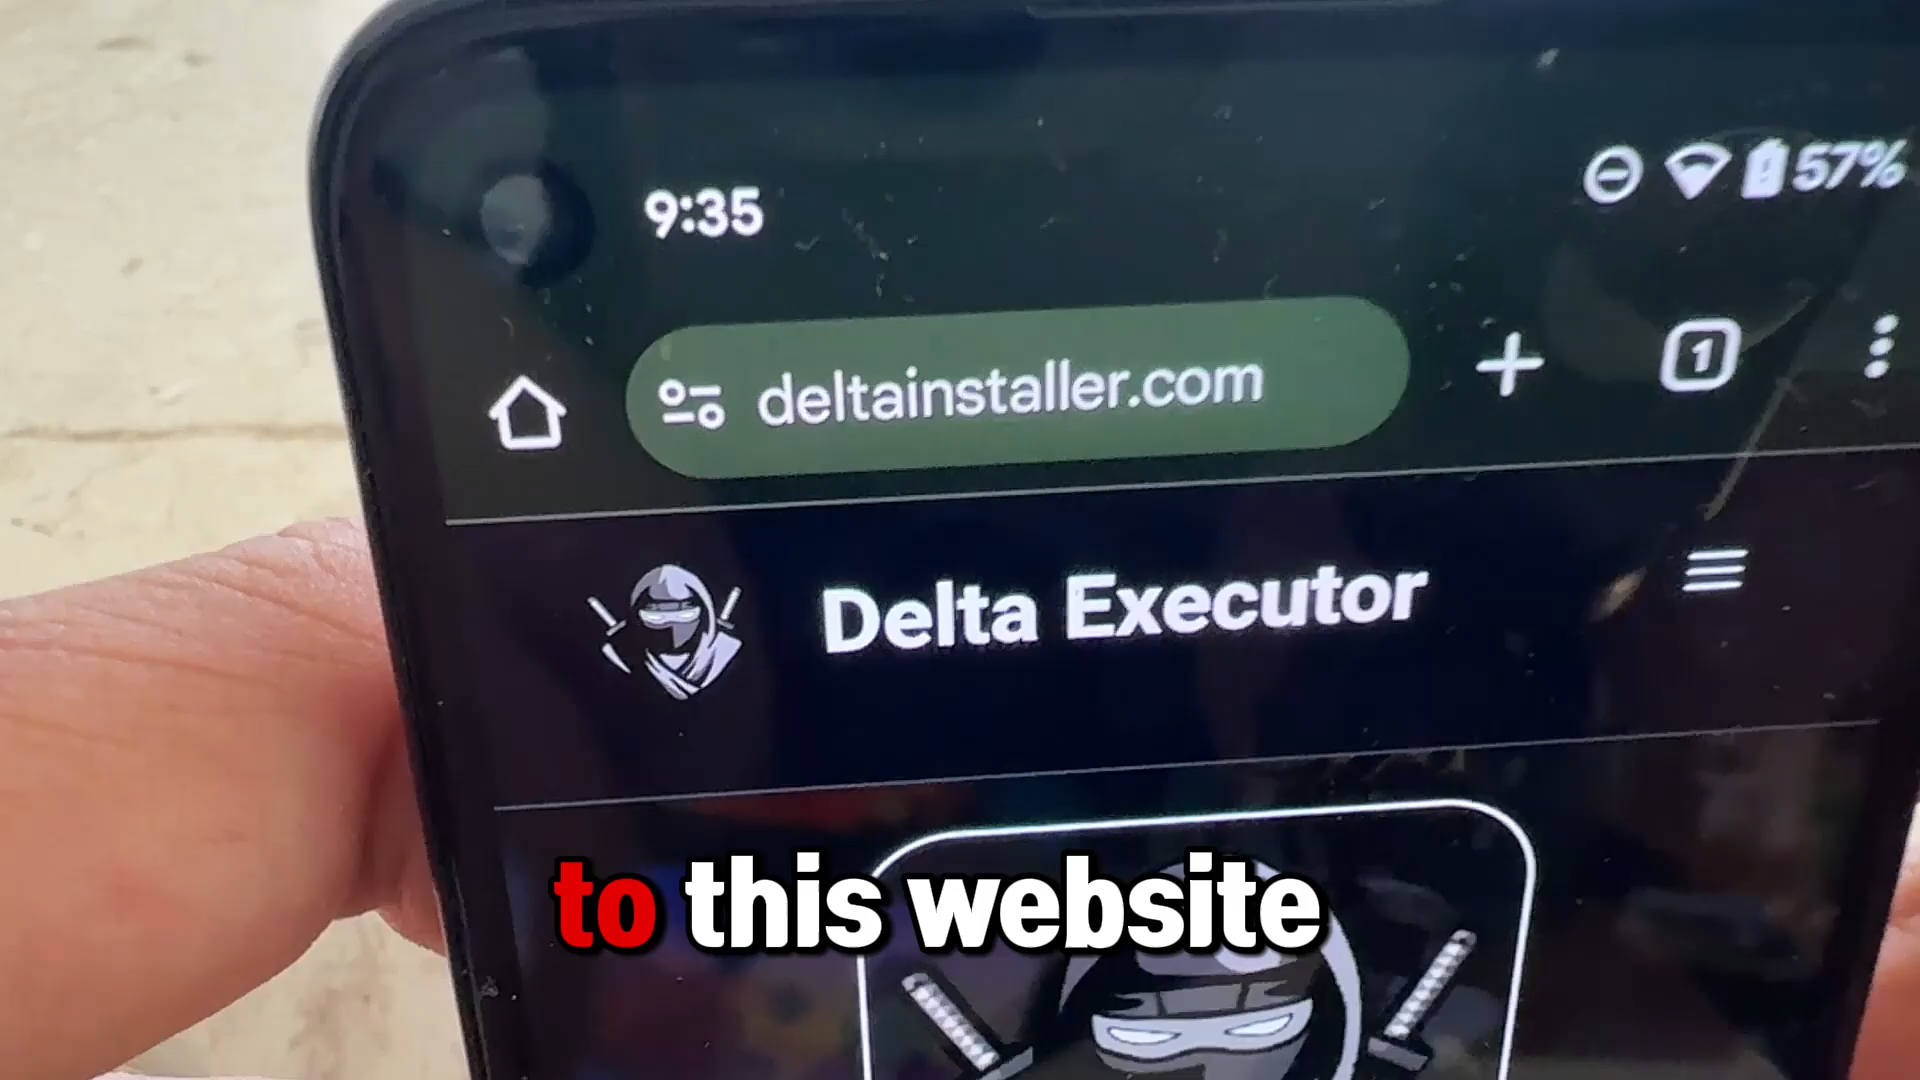 9:35
57%
deltainstaller.com
1
Delta Executor
to this website